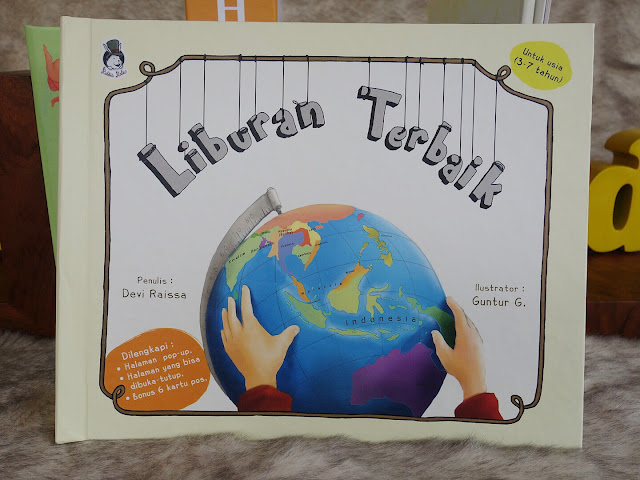 Untuk usia
(3-7 tahun)
Liburan Terbaik
Penulis :
Devi Raissa
Ilustrator :
Guntur G.
Indonesia
Dilengkapi :
• Halaman pop-up.
• Halaman yang bisa
dibuka-tutup.
• Bonus 6 kartu pos.
d